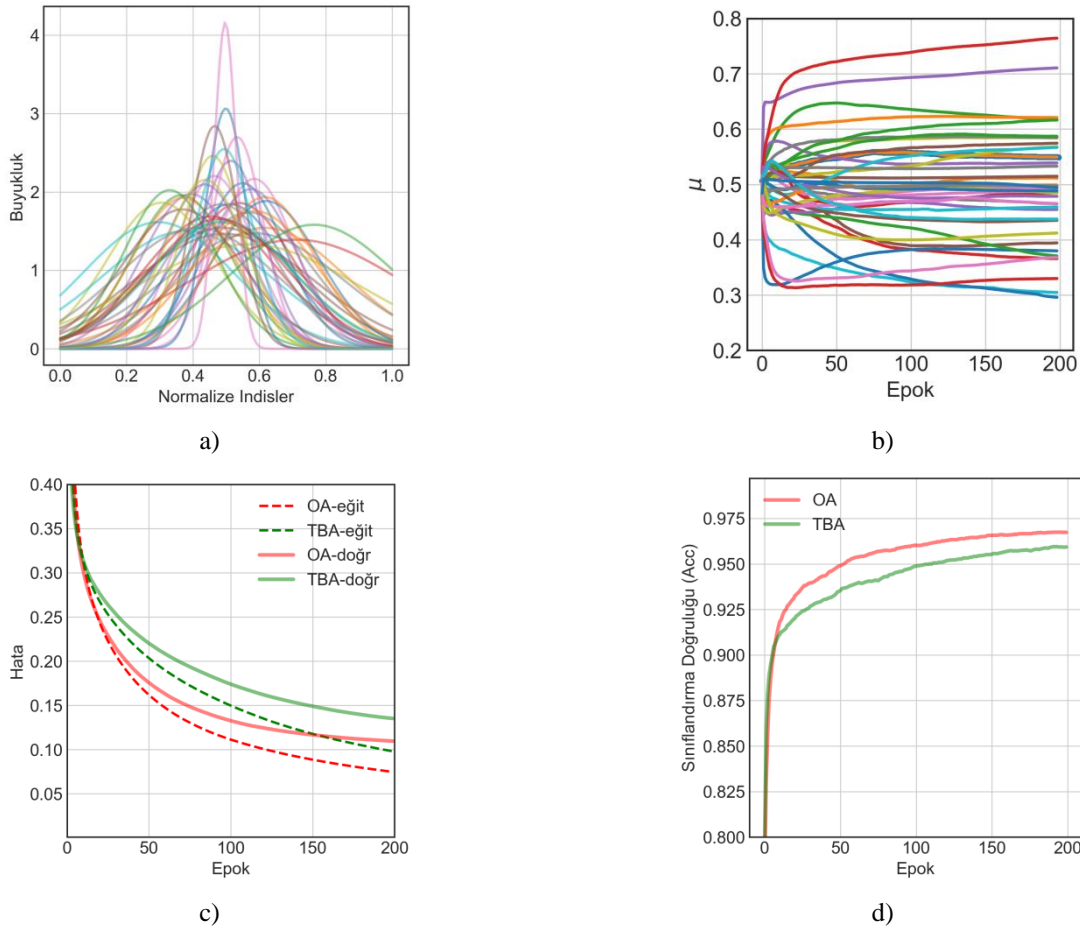 4
3
2
1
0
Buyukluk
0.0 0.2 0.4 0.6 0.8 1.0
Normalize Indisler
a)
0.8
0.7
0.6
0.5
0.4
0.3
0.2
μ
0 50 100 150 200
Epok
b)
0.40
0.35
0.30
0.25
0.20
0.15
0.10
0.05
Hata
OA-eğit
TBA-eğit
OA-doğr
TBA-doğr
0 50 100 150 200
Epok
c)
0.975
0.950
0.925
0.900
0.875
0.850
0.825
0.800
Sınıflandırma Doğruluğu (Acc)
OA
TBA
0 50 100 150 200
Epok
d)